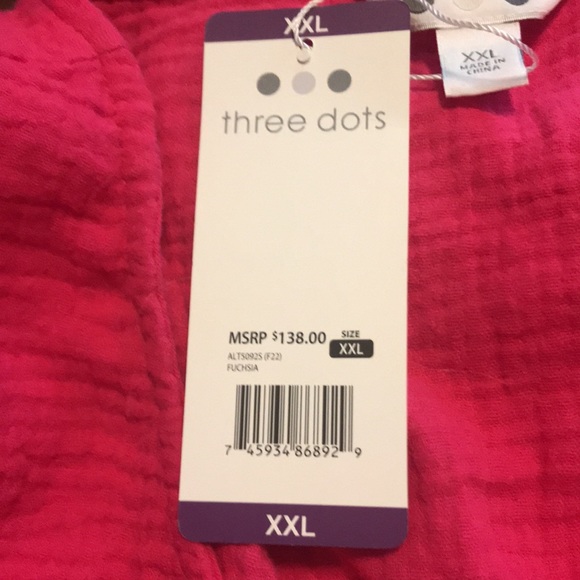 XXL
XXL
MADE IN
CHINA
three dots
MSRP $138.00
SIZE
XXL
ALTS0925 (F22)
FUCHSIA
7 45934 86892 9
XXL